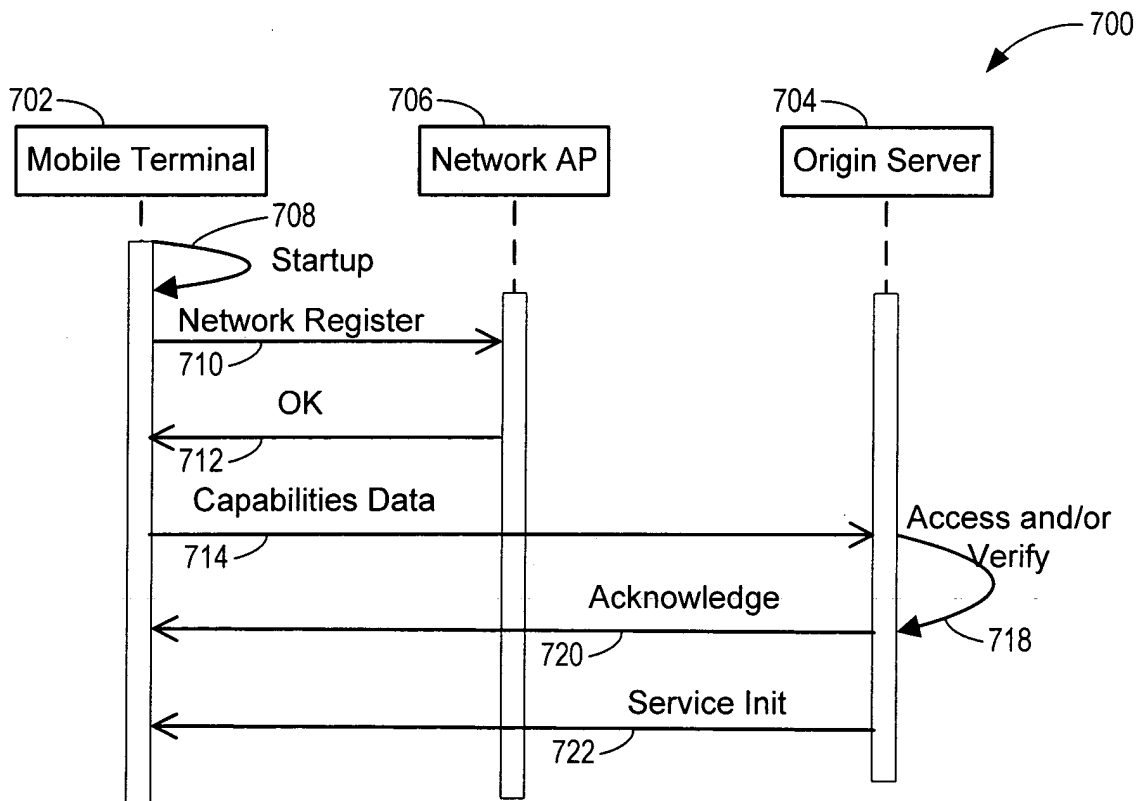 700
702
706
704
Mobile Terminal
Network AP
Origin Server
708
Startup
Network Register
710
OK
712
Capabilities Data
714
Access and/or
Verify
718
Acknowledge
720
Service Init
722